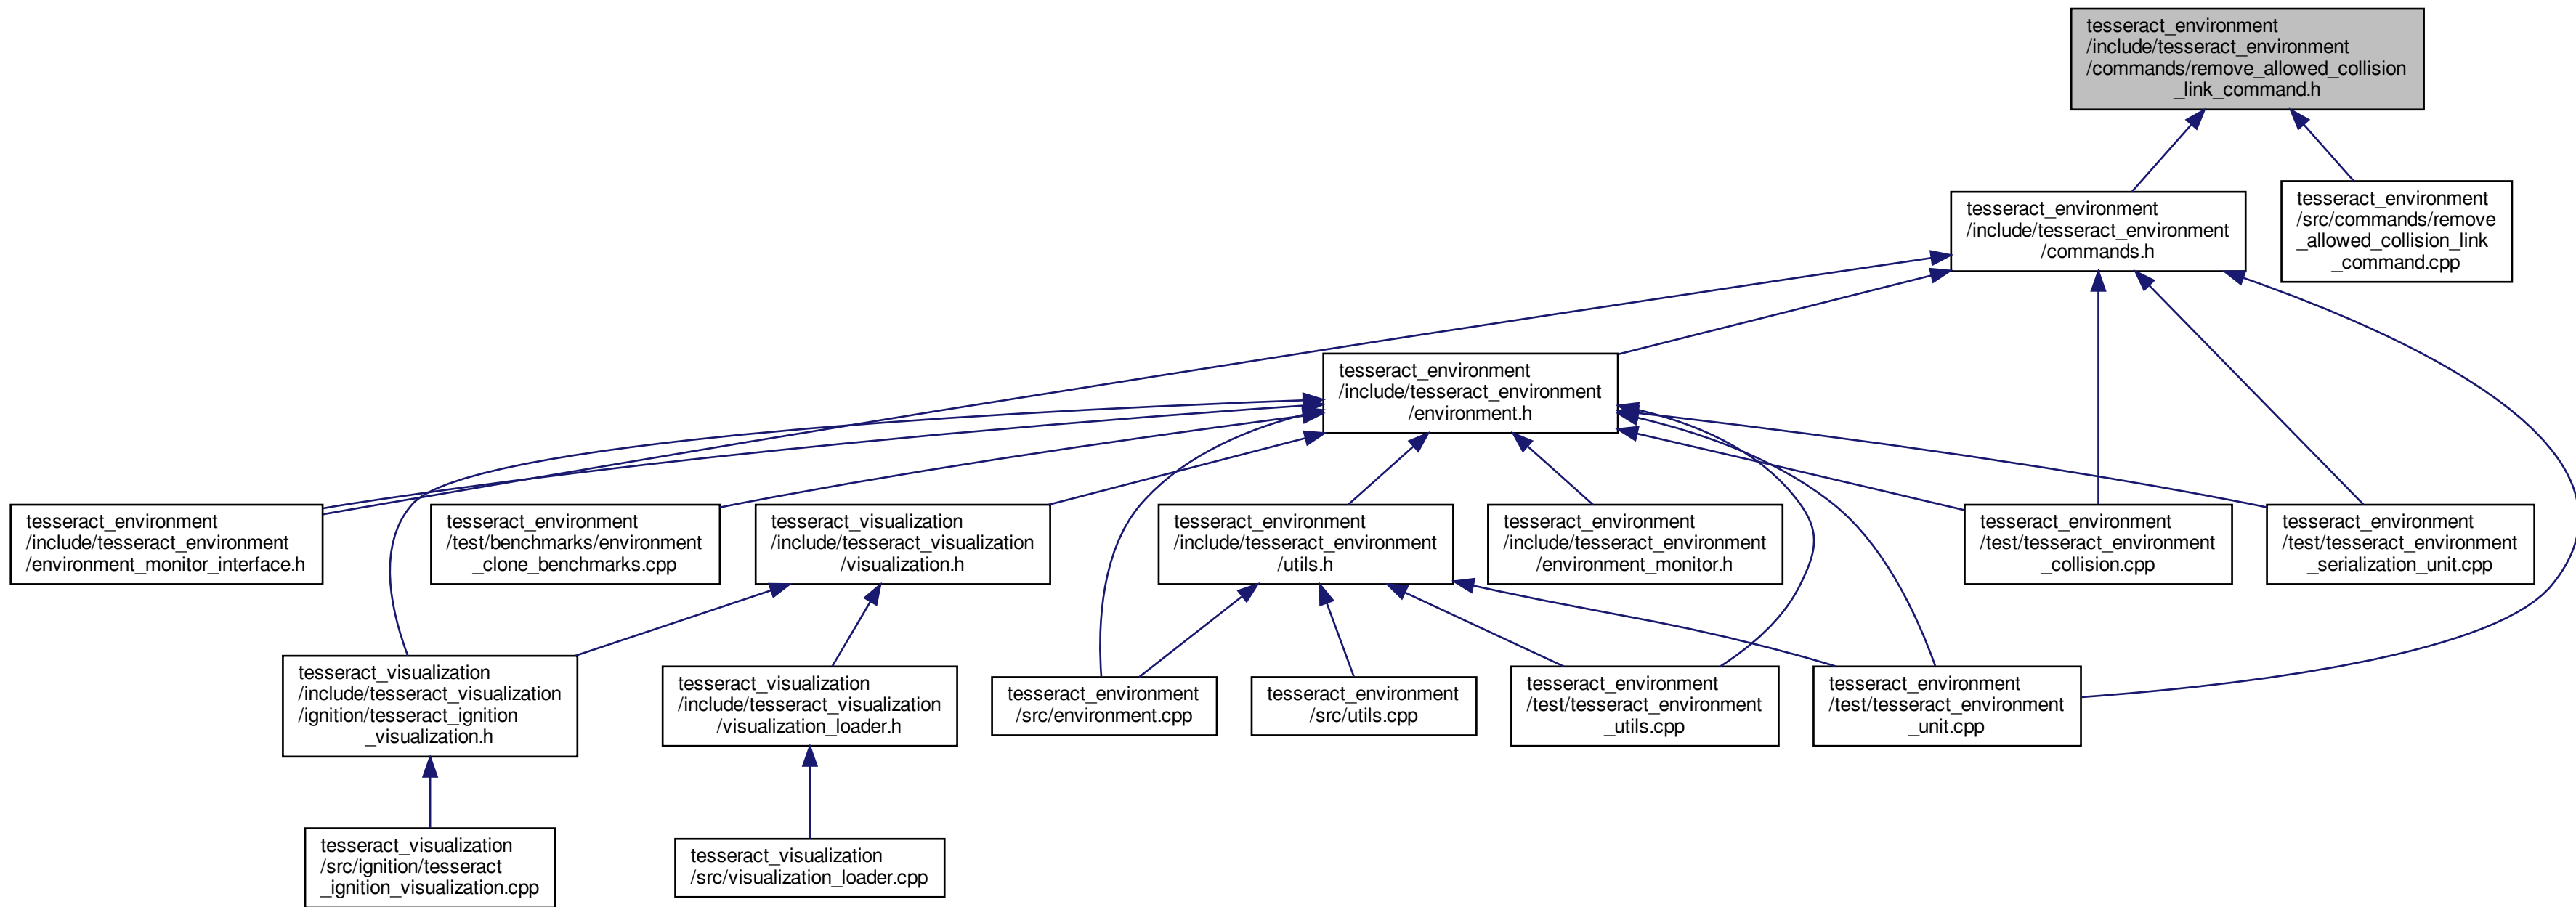 tesseract_environment
/include/tesseract_environment
/commands/remove_allowed_collision
_link_command.h
tesseract_environment
/include/tesseract_environment
/commands.h
tesseract_environment
/src/commands/remove
_allowed_collision_link
_command.cpp
tesseract_environment
/include/tesseract_environment
/environment.h
tesseract_environment
/include/tesseract_environment
/environment_monitor_interface.h
tesseract_environment
/test/benchmarks/environment
_clone_benchmarks.cpp
tesseract_visualization
/include/tesseract_visualization
/visualization.h
tesseract_environment
/include/tesseract_environment
/utils.h
tesseract_environment
/include/tesseract_environment
/environment_monitor.h
tesseract_environment
/test/tesseract_environment
_collision.cpp
tesseract_environment
/test/tesseract_environment
_serialization_unit.cpp
tesseract_visualization
/include/tesseract_visualization
/ignition/tesseract_ignition
_visualization.h
tesseract_visualization
/include/tesseract_visualization
/visualization_loader.h
tesseract_environment
/src/environment.cpp
tesseract_environment
/src/utils.cpp
tesseract_environment
/test/tesseract_environment
_utils.cpp
tesseract_environment
/test/tesseract_environment
_unit.cpp
tesseract_visualization
/src/ignition/tesseract
_ignition_visualization.cpp
tesseract_visualization
/src/visualization_loader.cpp